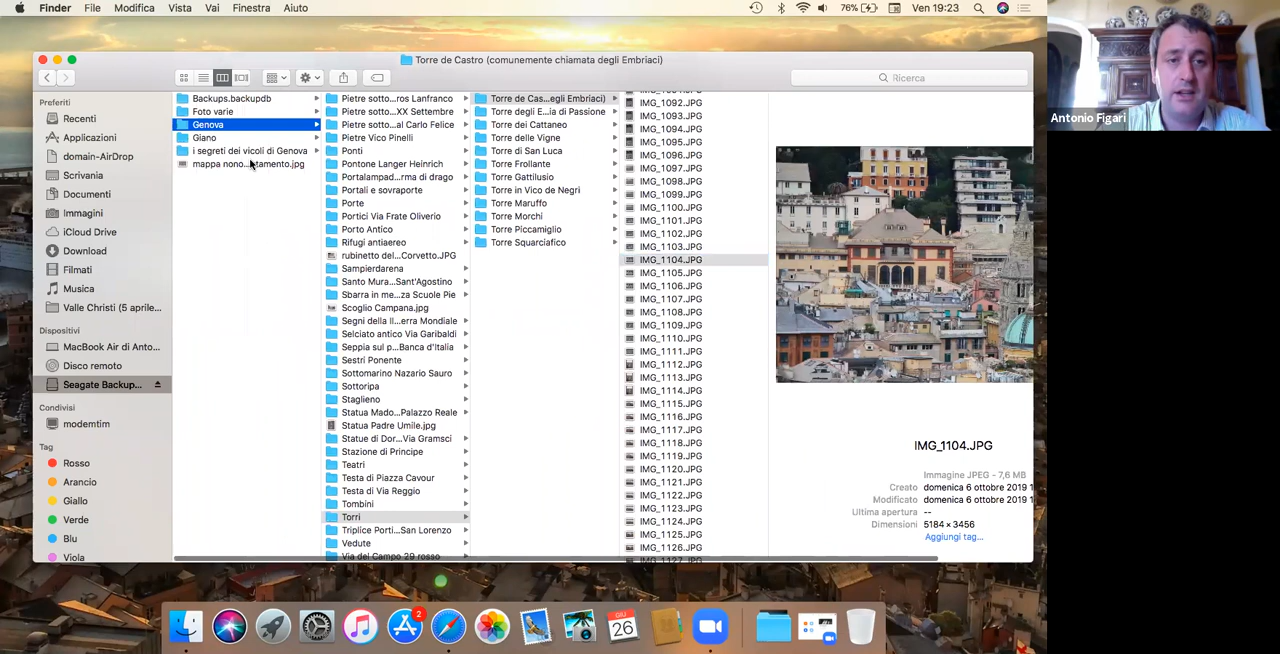 Finder File Modifica Vista Vai Finestra Aiuto
76% Ven 19:23
Torre de Castro (comunemente chiamata degli Embriaci)
Ricerca
Antonio Figari
Preferiti
Recenti
Applicazioni
domain-AirDrop
Scrivania
Documenti
Immagini
iCloud Drive
Download
Filmati
Musica
Valle Christi (5 aprile...
Dispositivi
MacBook Air di Anto...
Disco remoto
Seagate Backup...
Condivisi
modemtim
Tag
Rosso
Arancio
Giallo
Verde
Blu
Viola
Backups.backupdb
Foto varie
Genova
Giano
i segreti dei vicoli di Genova
mappa nono...tamento.jpg
Pietre sotto...ros Lanfranco
Pietre sotto...XX Settembre
Pietre sotto...al Carlo Felice
Pietre Vico Pinelli
Ponti
Pontone Langer Heinrich
Portalampad...rma di drago
Portali e sovraporte
Porte
Portici Via Frate Oliverio
Porto Antico
Rifugi antiaereo
rubinetto del...Corvetto.JPG
Sampierdarena
Santo Mura...Sant'Agostino
Sbarra in me...za Scuole Pie
Scoglio Campana.jpg
Segni della II...erra Mondiale
Selciato antico Via Garibaldi
Seppia sul p...Banca d'Italia
Sestri Ponente
Sottomarino Nazario Sauro
Sottoripa
Staglieno
Statua Mado...Palazzo Reale
Statua Padre Umile.jpg
Statue di Dor...Via Gramsci
Stazione di Principe
Teatri
Testa di Piazza Cavour
Testa di Via Reggio
Tombini
Torri
Triplice Porti...San Lorenzo
Vedute
Via del Campo 29 rosso
Torre de Cas...egli Embriaci)
Torre degli E...ia di Passione
Torre dei Cattaneo
Torre delle Vigne
Torre di San Luca
Torre Frollante
Torre Gattilusio
Torre in Vico de Negri
Torre Maruffo
Torre Morchi
Torre Piccamiglio
Torre Squarciafico
IMG_1092.JPG
IMG_1093.JPG
IMG_1094.JPG
IMG_1095.JPG
IMG_1096.JPG
IMG_1097.JPG
IMG_1098.JPG
IMG_1099.JPG
IMG_1100.JPG
IMG_1101.JPG
IMG_1102.JPG
IMG_1103.JPG
IMG_1104.JPG
IMG_1105.JPG
IMG_1106.JPG
IMG_1107.JPG
IMG_1108.JPG
IMG_1109.JPG
IMG_1110.JPG
IMG_1111.JPG
IMG_1112.JPG
IMG_1113.JPG
IMG_1114.JPG
IMG_1115.JPG
IMG_1116.JPG
IMG_1117.JPG
IMG_1118.JPG
IMG_1119.JPG
IMG_1120.JPG
IMG_1121.JPG
IMG_1122.JPG
IMG_1123.JPG
IMG_1124.JPG
IMG_1125.JPG
IMG_1126.JPG
IMG_1127.JPG
IMG_1104.JPG
Immagine JPEG - 7,6 MB
Creato domenica 6 ottobre 2019 1
Modificato domenica 6 ottobre 2019 1
Ultima apertura --
Dimensioni 5184 × 3456
Aggiungi tag...
2
GIU
26